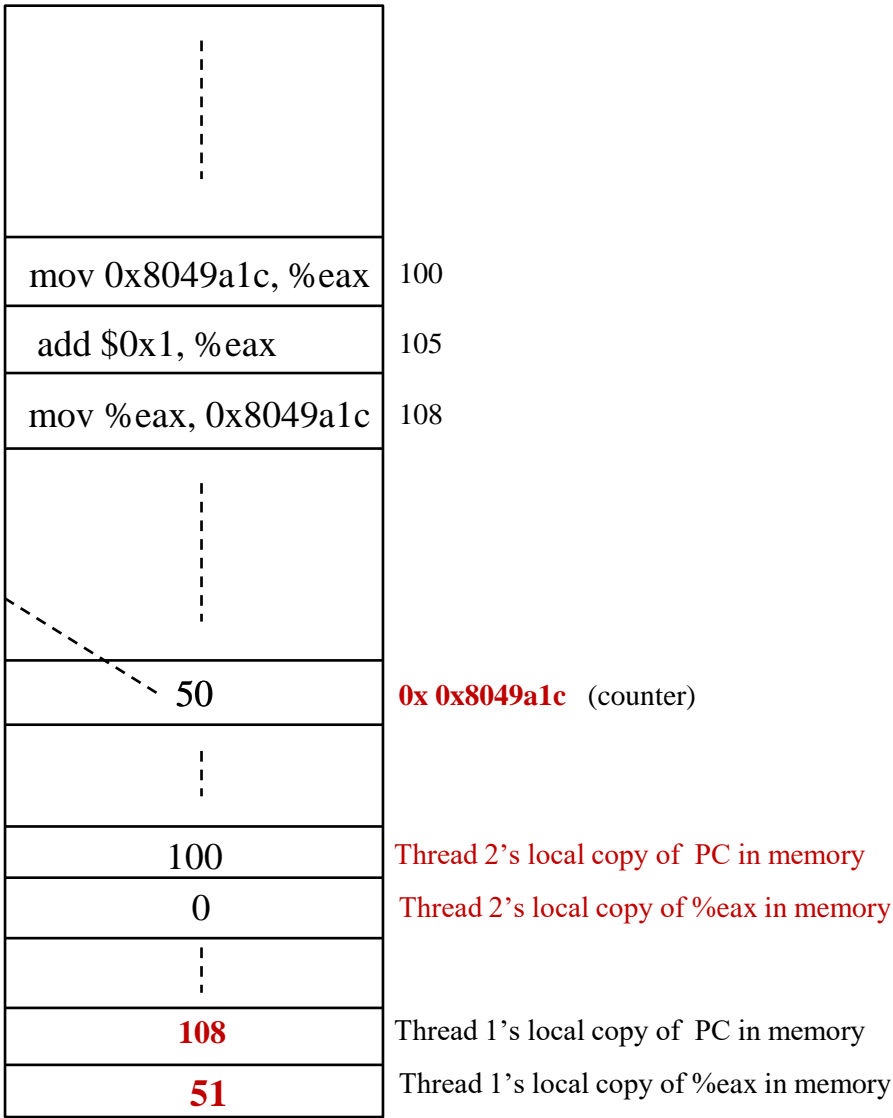 mov 0x8049a1c, %eax 100
add $0x1, %eax 105
mov %eax, 0x8049a1c 108
50 0x 0x8049a1c (counter)
100 Thread 2’s local copy of PC in memory
0 Thread 2’s local copy of %eax in memory
108 Thread 1’s local copy of PC in memory
51 Thread 1’s local copy of %eax in memory